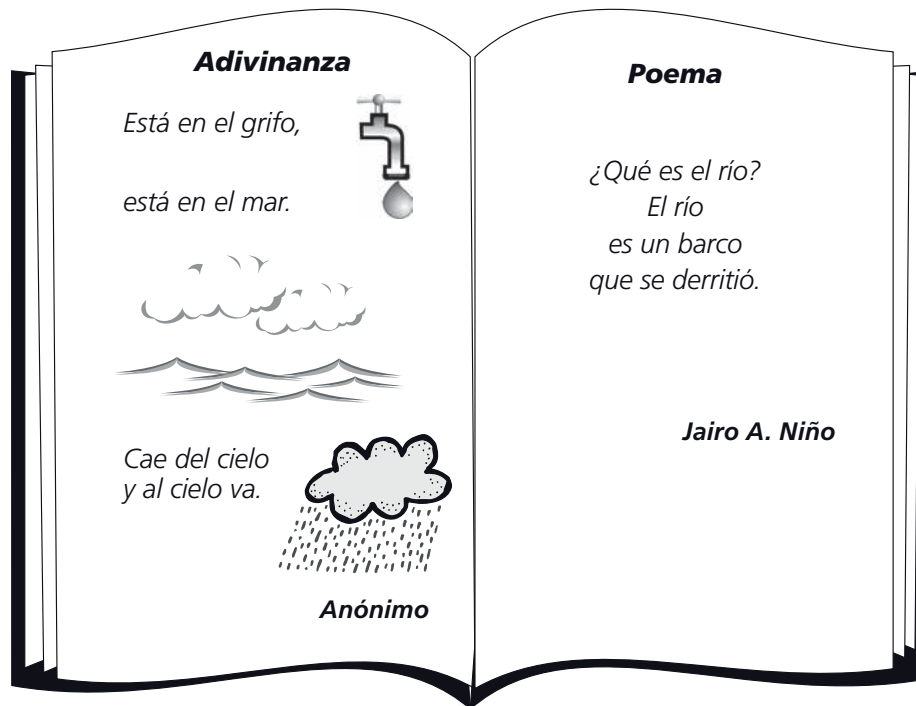 Adivinanza
Está en el grifo,
está en el mar.
Cae del cielo
y al cielo va.
Anónimo
Poema
¿Qué es el río?
El río
es un barco
que se derritió.
Jairo A. Niño